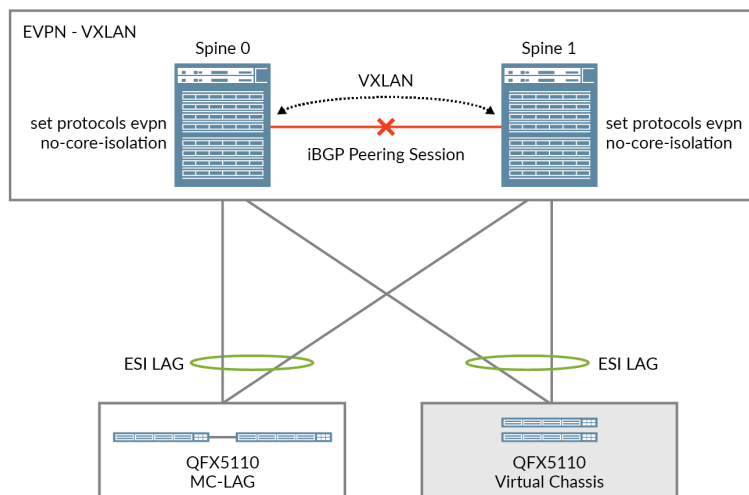 EVPN - VXLAN
Spine 0
Spine 1
VXLAN
set protocols evpn
no-core-isolation
set protocols evpn
no-core-isolation
iBGP Peering Session
ESI LAG
ESI LAG
QFX5110
MC-LAG
QFX5110
Virtual Chassis